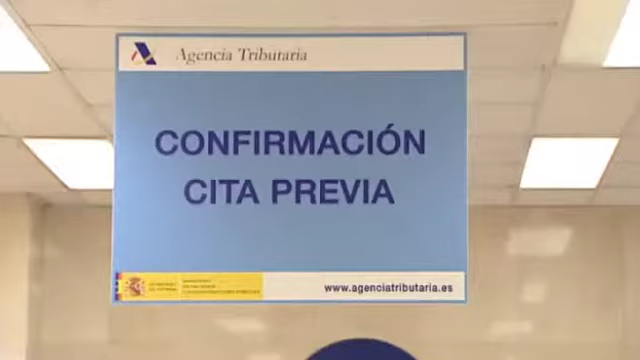 Agencia Tributaria
CONFIRMACIÓN
CITA PREVIA
www.agenciatributaria.es